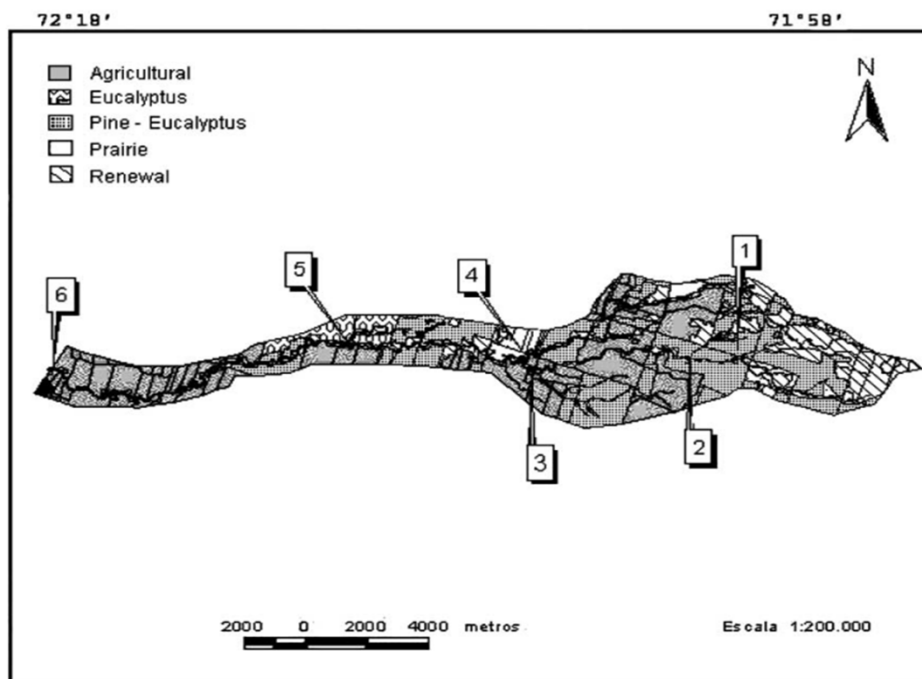 72°18'
71°58'
Agricultural
Eucalyptus
Pine - Eucalyptus
Prairie
Renewal
N
1
5
4
6
2
3
2000 0 2000 4000 metros
Escala 1:200.000